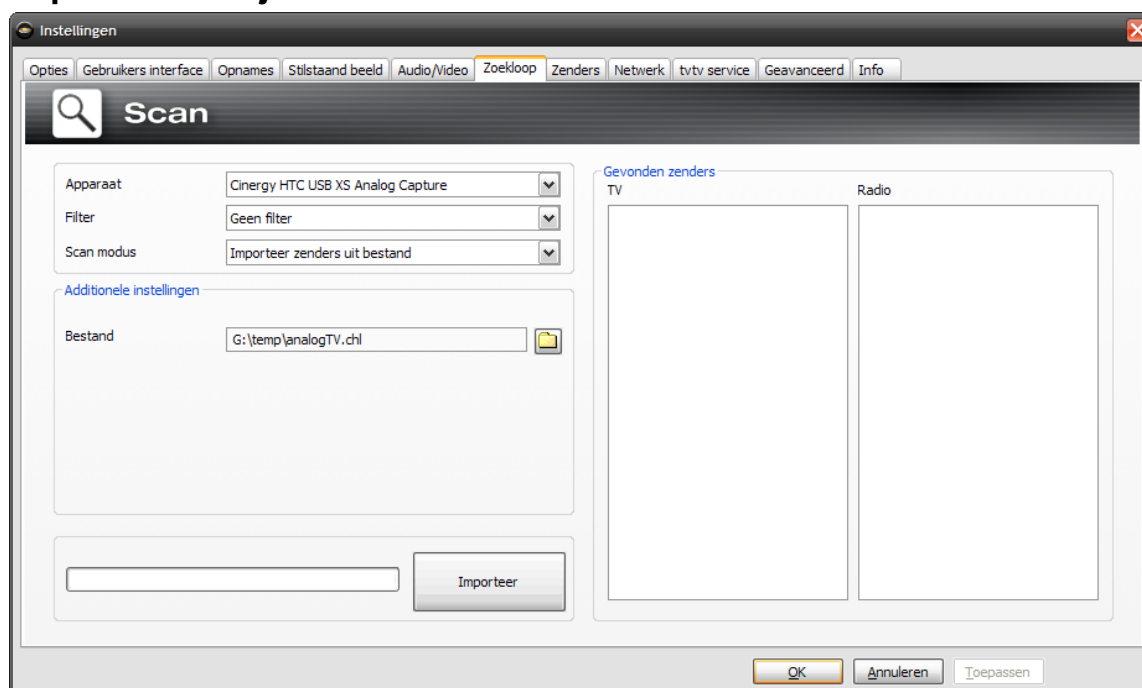 Instellingen
Opties Gebruikers interface Opnames Stilstaand beeld Audio/Video Zoekloop Zenders Netwerk tvtv service Geavanceerd Info
Scan
Apparaat Cinergy HTC USB XS Analog Capture
Filter Geen filter
Scan modus Importeer zenders uit bestand
Additionele instellingen
Bestand G:\temp\analogTV.chl
Importeer
Gevonden zenders
TV Radio
OK Annuleren Toepassen